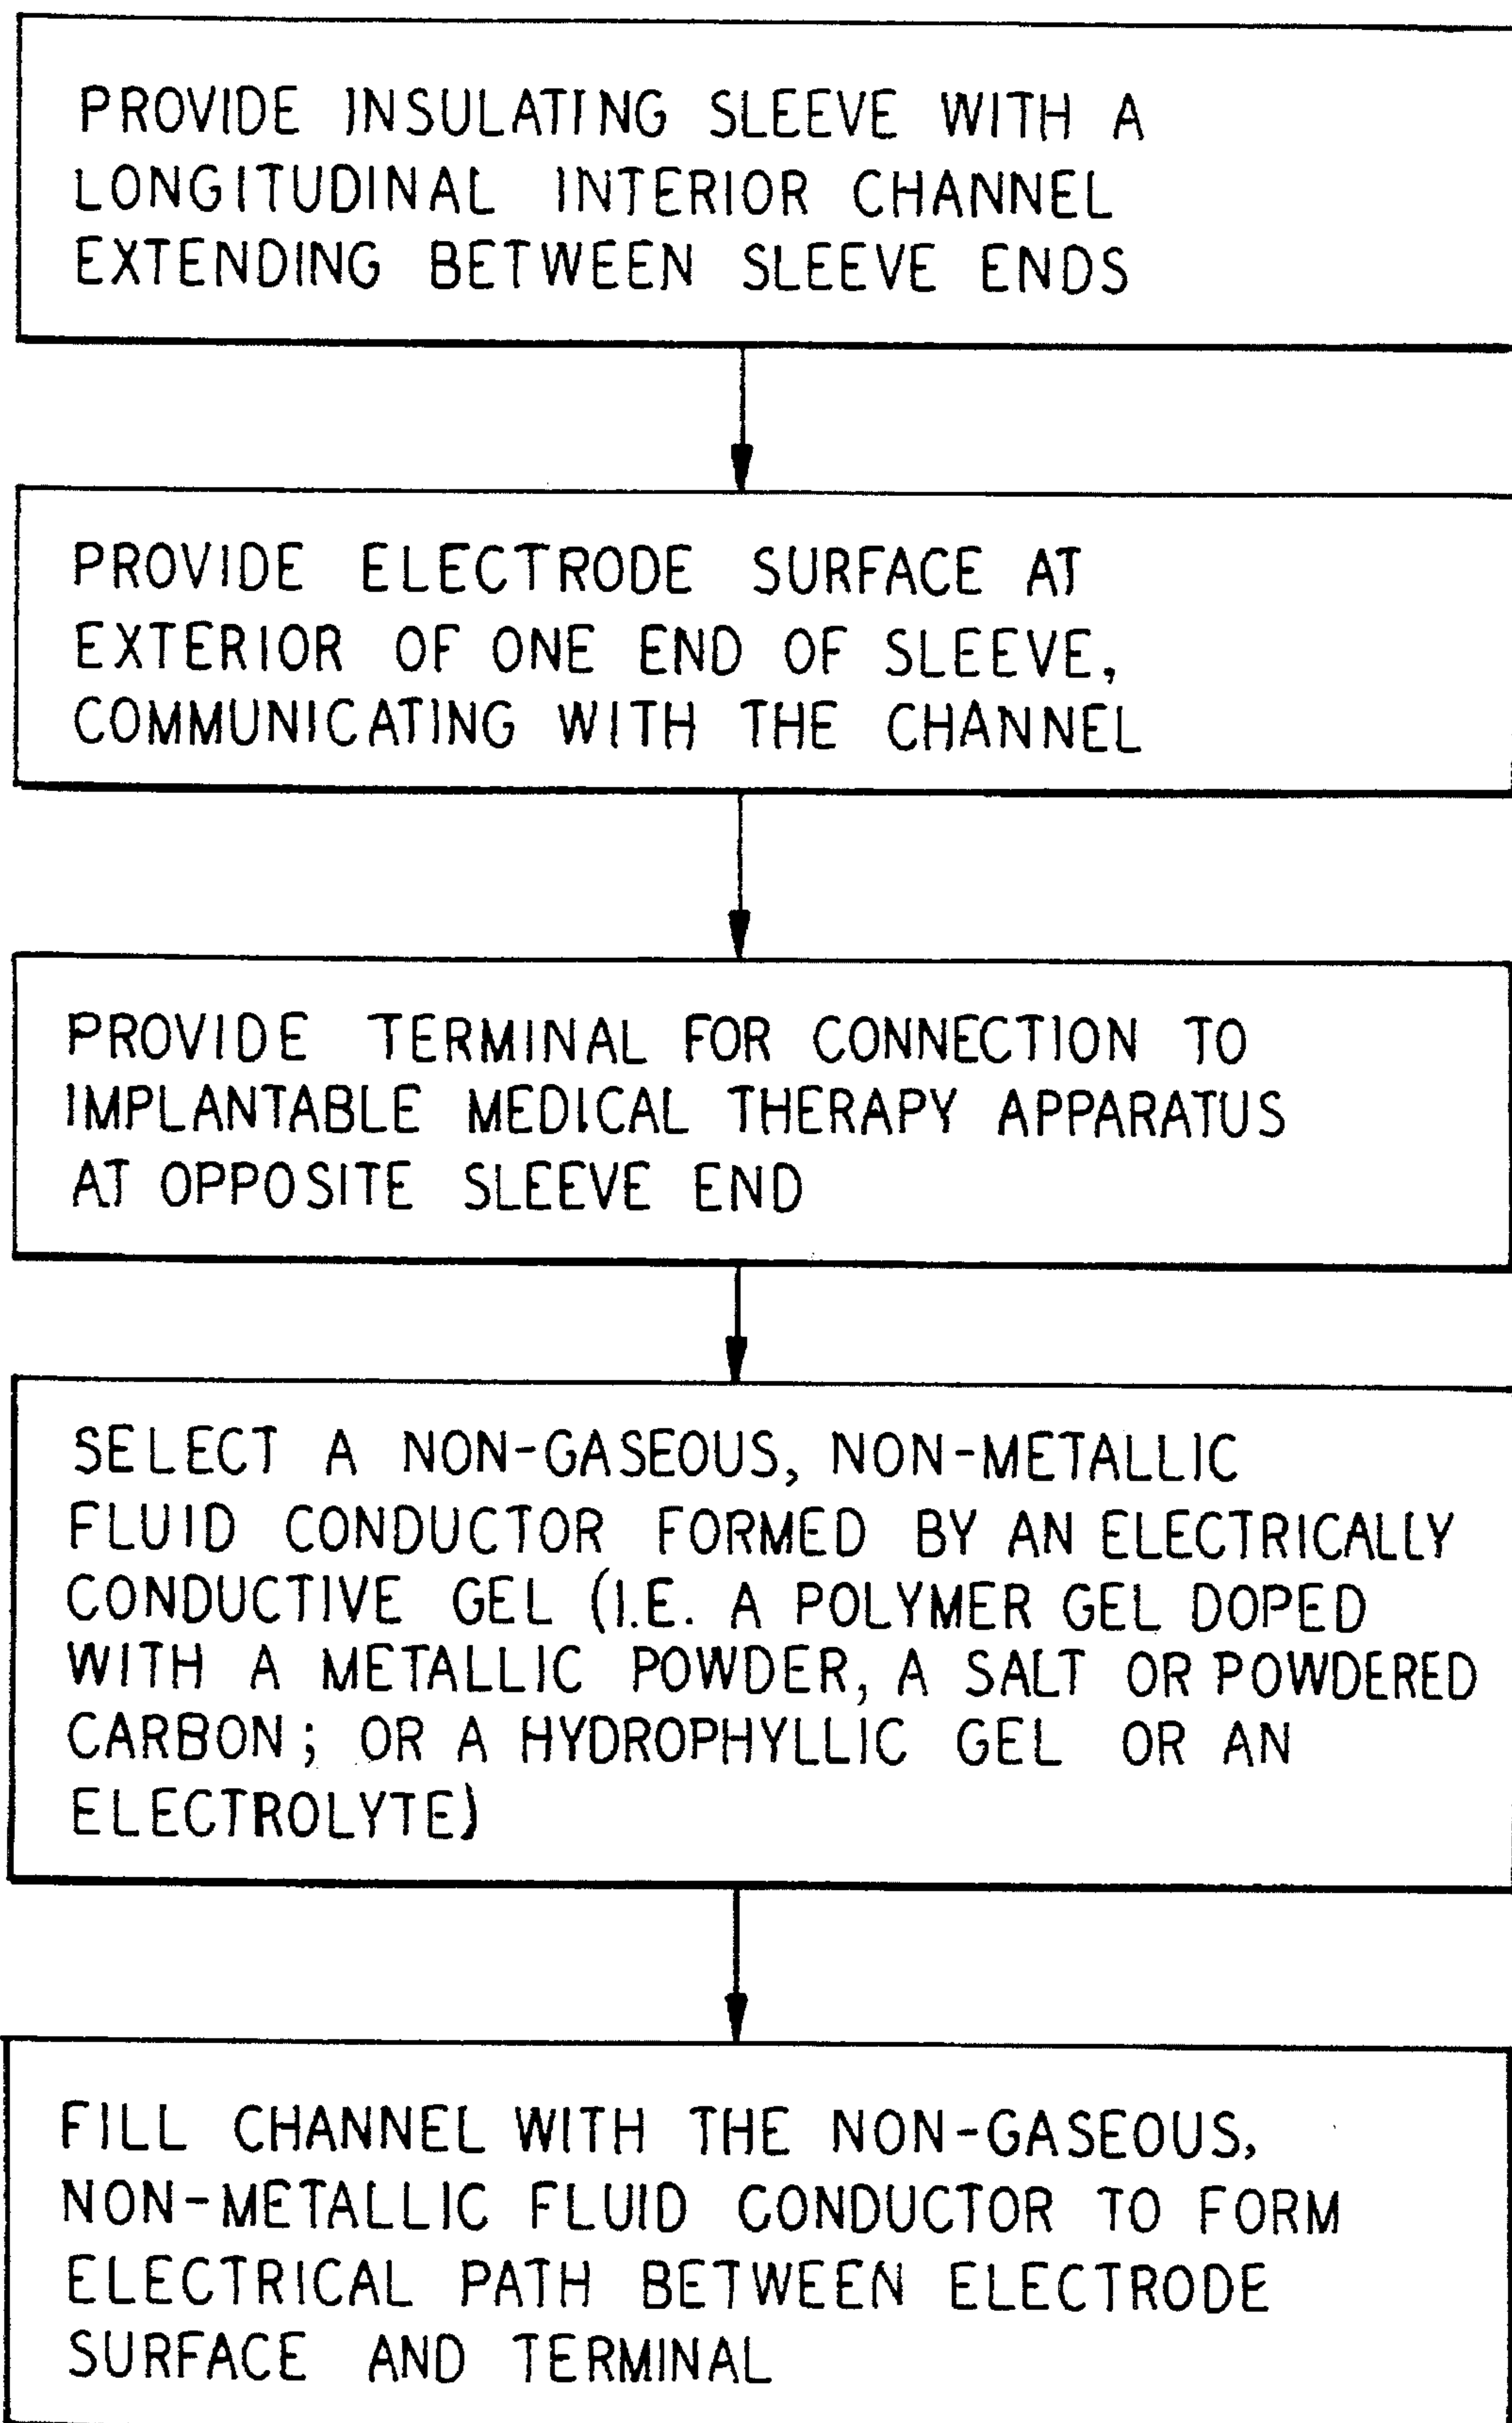 PROVIDE INSULATING SLEEVE WITH A
LONGITUDINAL INTERIOR CHANNEL
EXTENDING BETWEEN SLEEVE ENDS
PROVIDE ELECTRODE SURFACE AT
EXTERIOR OF ONE END OF SLEEVE,
COMMUNICATING WITH THE CHANNEL
PROVIDE TERMINAL FOR CONNECTION TO
IMPLANTABLE MEDICAL THERAPY APPARATUS
AT OPPOSITE SLEEVE END
SELECT A NON-GASEOUS, NON-METALLIC
FLUID CONDUCTOR FORMED BY AN ELECTRICALLY
CONDUCTIVE GEL (I.E. A POLYMER GEL DOPED
WITH A METALLIC POWDER, A SALT OR POWDERED
CARBON; OR A HYDROPHYLLIC GEL OR AN
ELECTROLYTE)
FILL CHANNEL WITH THE NON-GASEOUS,
NON-METALLIC FLUID CONDUCTOR TO FORM
ELECTRICAL PATH BETWEEN ELECTRODE
SURFACE AND TERMINAL